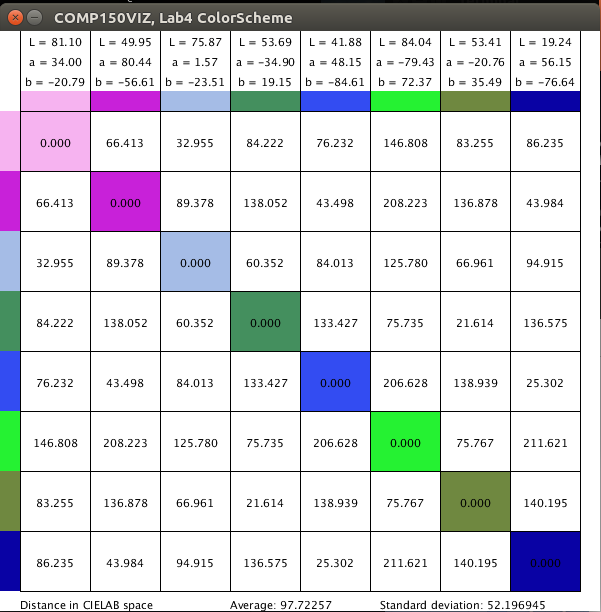 COMP150VIZ, Lab4 ColorScheme
L = 81.10 L = 49.95 L = 75.87 L = 53.69 L = 41.88 L = 84.04 L = 53.41 L = 19.24
a = 34.00 a = 80.44 a = 1.57 a = -34.90 a = 48.15 a = -79.43 a = -20.76 a = 56.15
b = -20.79 b = -56.61 b = -23.51 b = 19.15 b = -84.61 b = 72.37 b = 35.49 b = -76.64
0.000 66.413 32.955 84.222 76.232 146.808 83.255 86.235
66.413 0.000 89.378 138.052 43.498 208.223 136.878 43.984
32.955 89.378 0.000 60.352 84.013 125.780 66.961 94.915
84.222 138.052 60.352 0.000 133.427 75.735 21.614 136.575
76.232 43.498 84.013 133.427 0.000 206.628 138.939 25.302
146.808 208.223 125.780 75.735 206.628 0.000 75.767 211.621
83.255 136.878 66.961 21.614 138.939 75.767 0.000 140.195
86.235 43.984 94.915 136.575 25.302 211.621 140.195 0.000
Distance in CIELAB space Average: 97.72257 Standard deviation: 52.196945